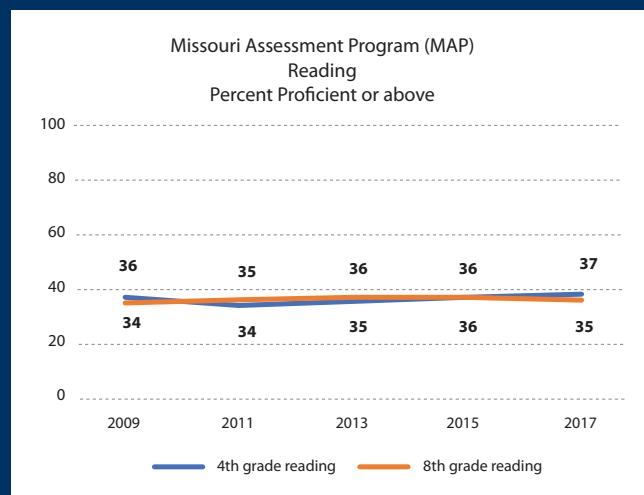 Missouri Assessment Program (MAP)
Reading
Percent Proficient or above
100
80
60
36 35 36 36 37
40
34 34 35 36 35
20
0
2009 2011 2013 2015 2017
4th grade reading 8th grade reading